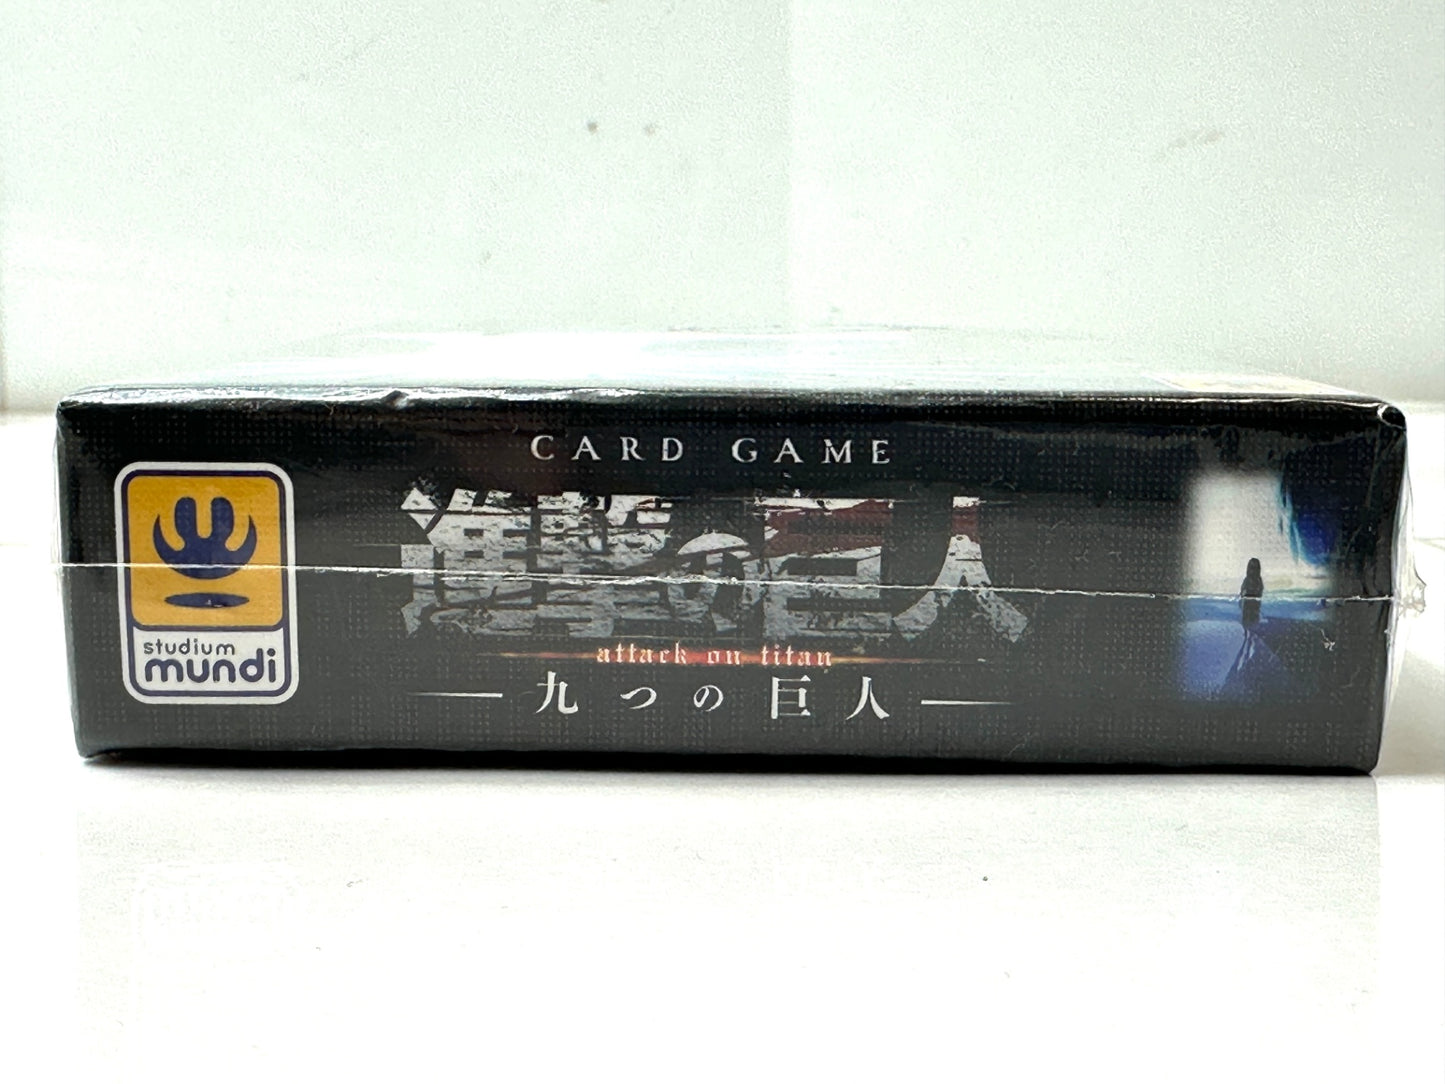 CARD GAME
進撃の巨人
attack on titan
九つの巨人
studium
mundi